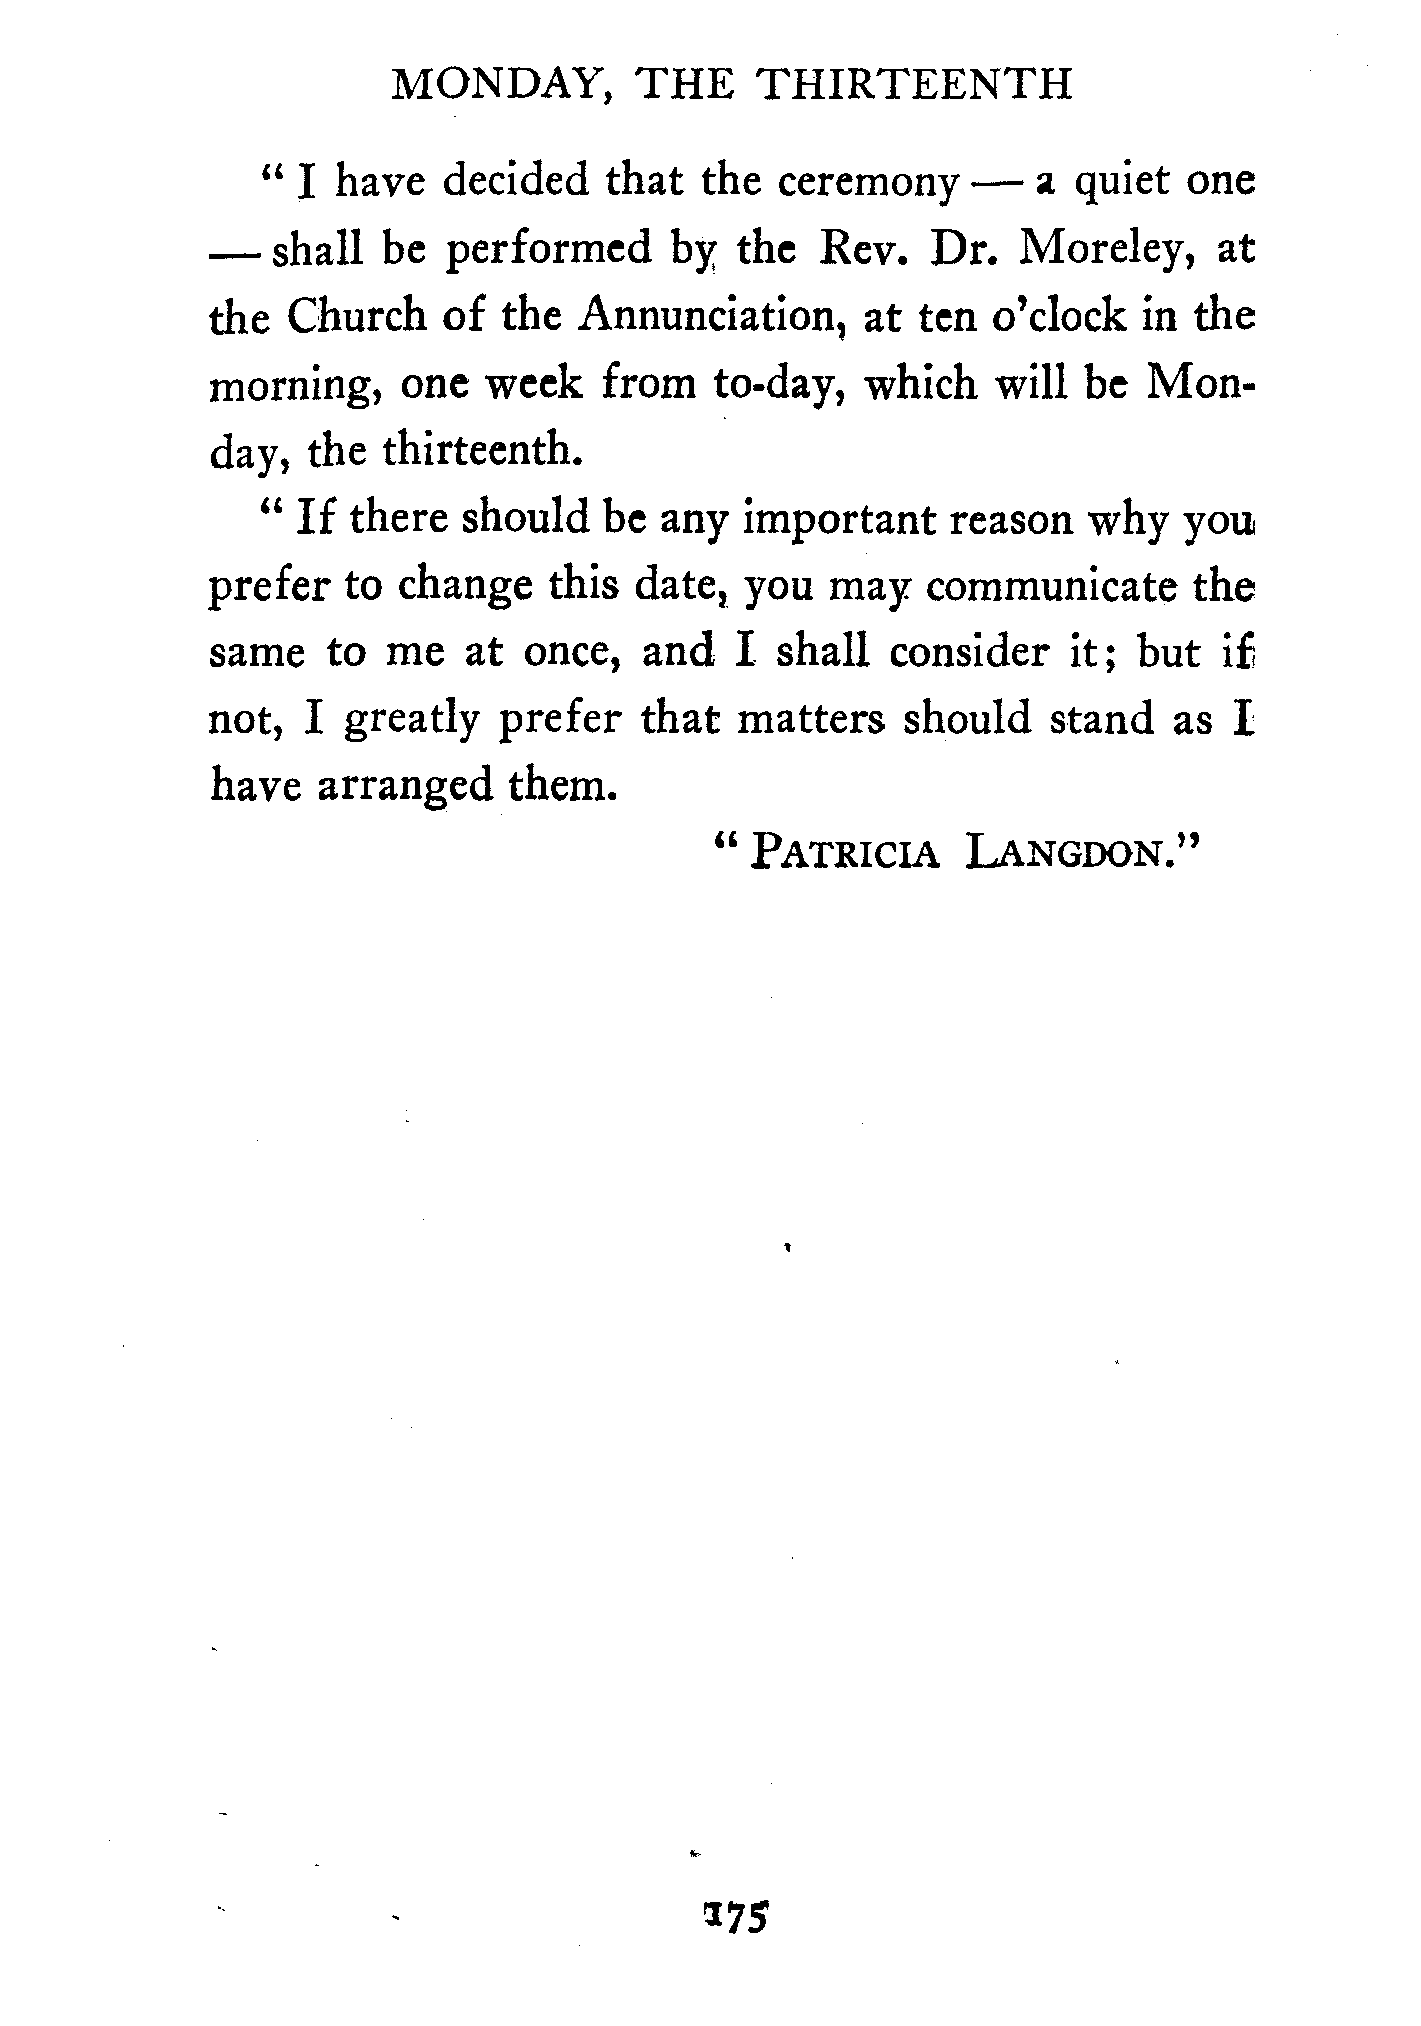 MONDAY, THE THIRTEENTH
" I have decided that the ceremony — a quiet one
— shall be performed by the Rev. Dr. Moreley, at
the Church of the Annunciation, at ten o'clock in the
morning, one week from to-day, which will be Mon-
day, the thirteenth.
" If there should be any important reason why you
prefer to change this date, you may communicate the
same to me at once, and I shall consider it; but if
not, I greatly prefer that matters should stand as I
have arranged them.
" PATRICIA LANGDON."
175